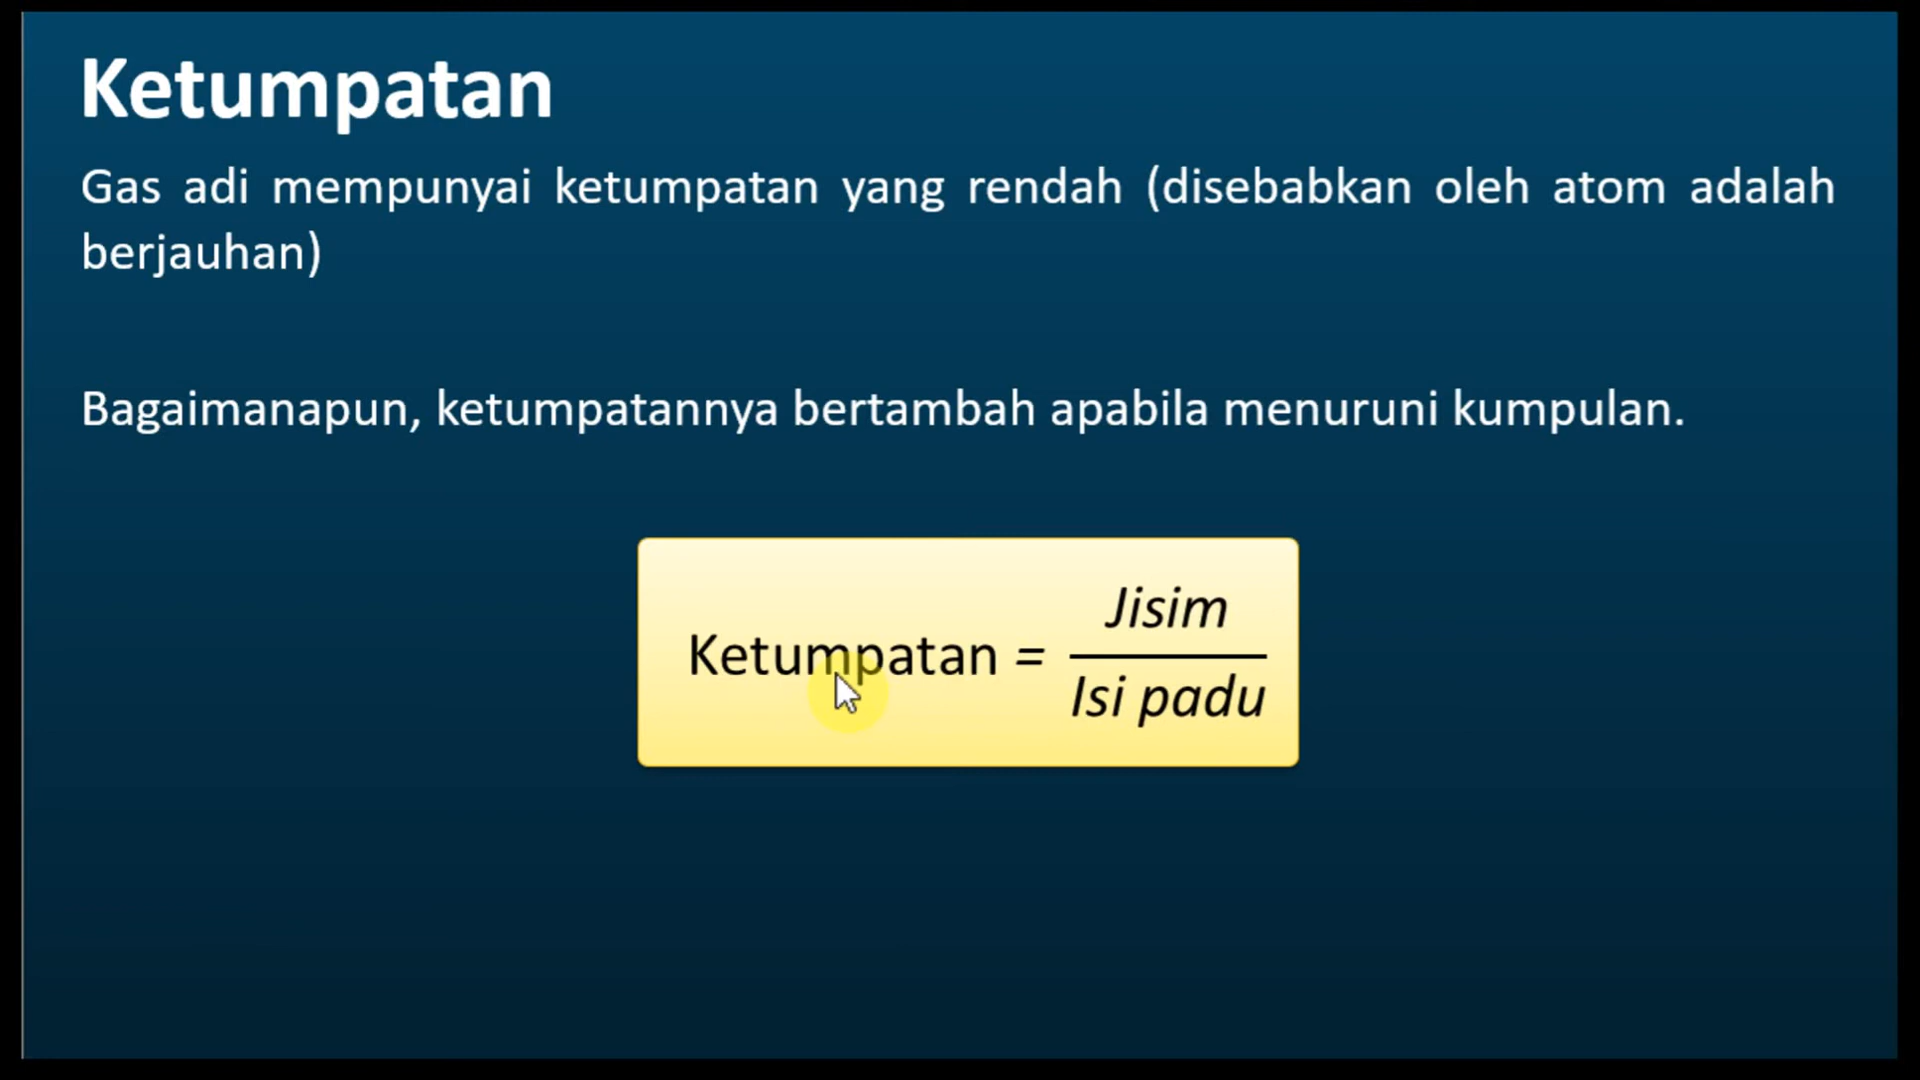 Ketumpatan
Gas adi mempunyai ketumpatan yang rendah (disebabkan oleh atom adalah
berjauhan)
Bagaimanapun, ketumpatannya bertambah apabila menuruni kumpulan.
Ketumpatan = Jisim
Isi padu